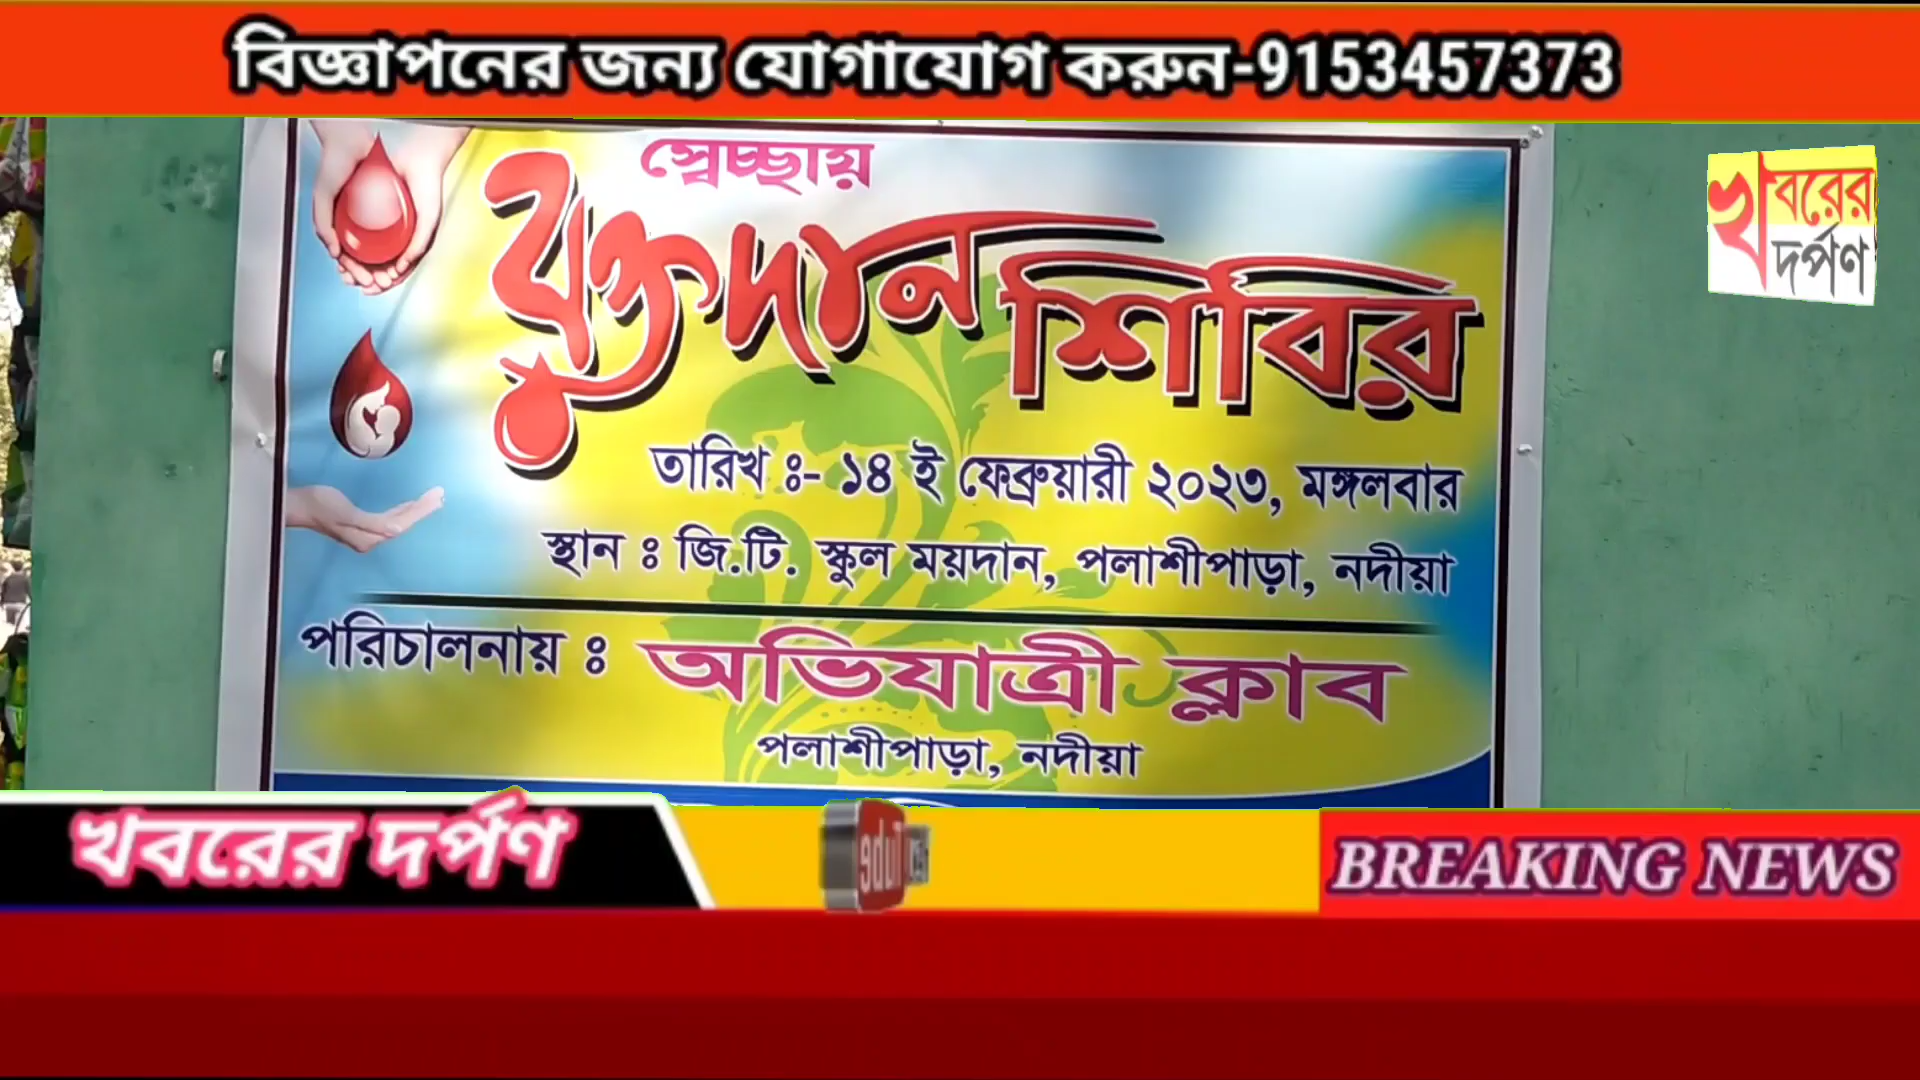 বিজ্ঞাপনের জন্য যোগাযোগ করুন-9153457373
খবরের
দর্পণ
স্বেচ্ছায়
রক্তদান শিবির
তারিখ ঃ- ১৪ ই ফেব্রুয়ারী ২০২৩, মঙ্গলবার
স্থান ঃ জি.টি. স্কুল ময়দান, পলাশীপাড়া, নদীয়া
পরিচালনায় ঃ অভিযাত্রী ক্লাব
পলাশীপাড়া, নদীয়া
খবরের দর্পণ
BREAKING NEWS